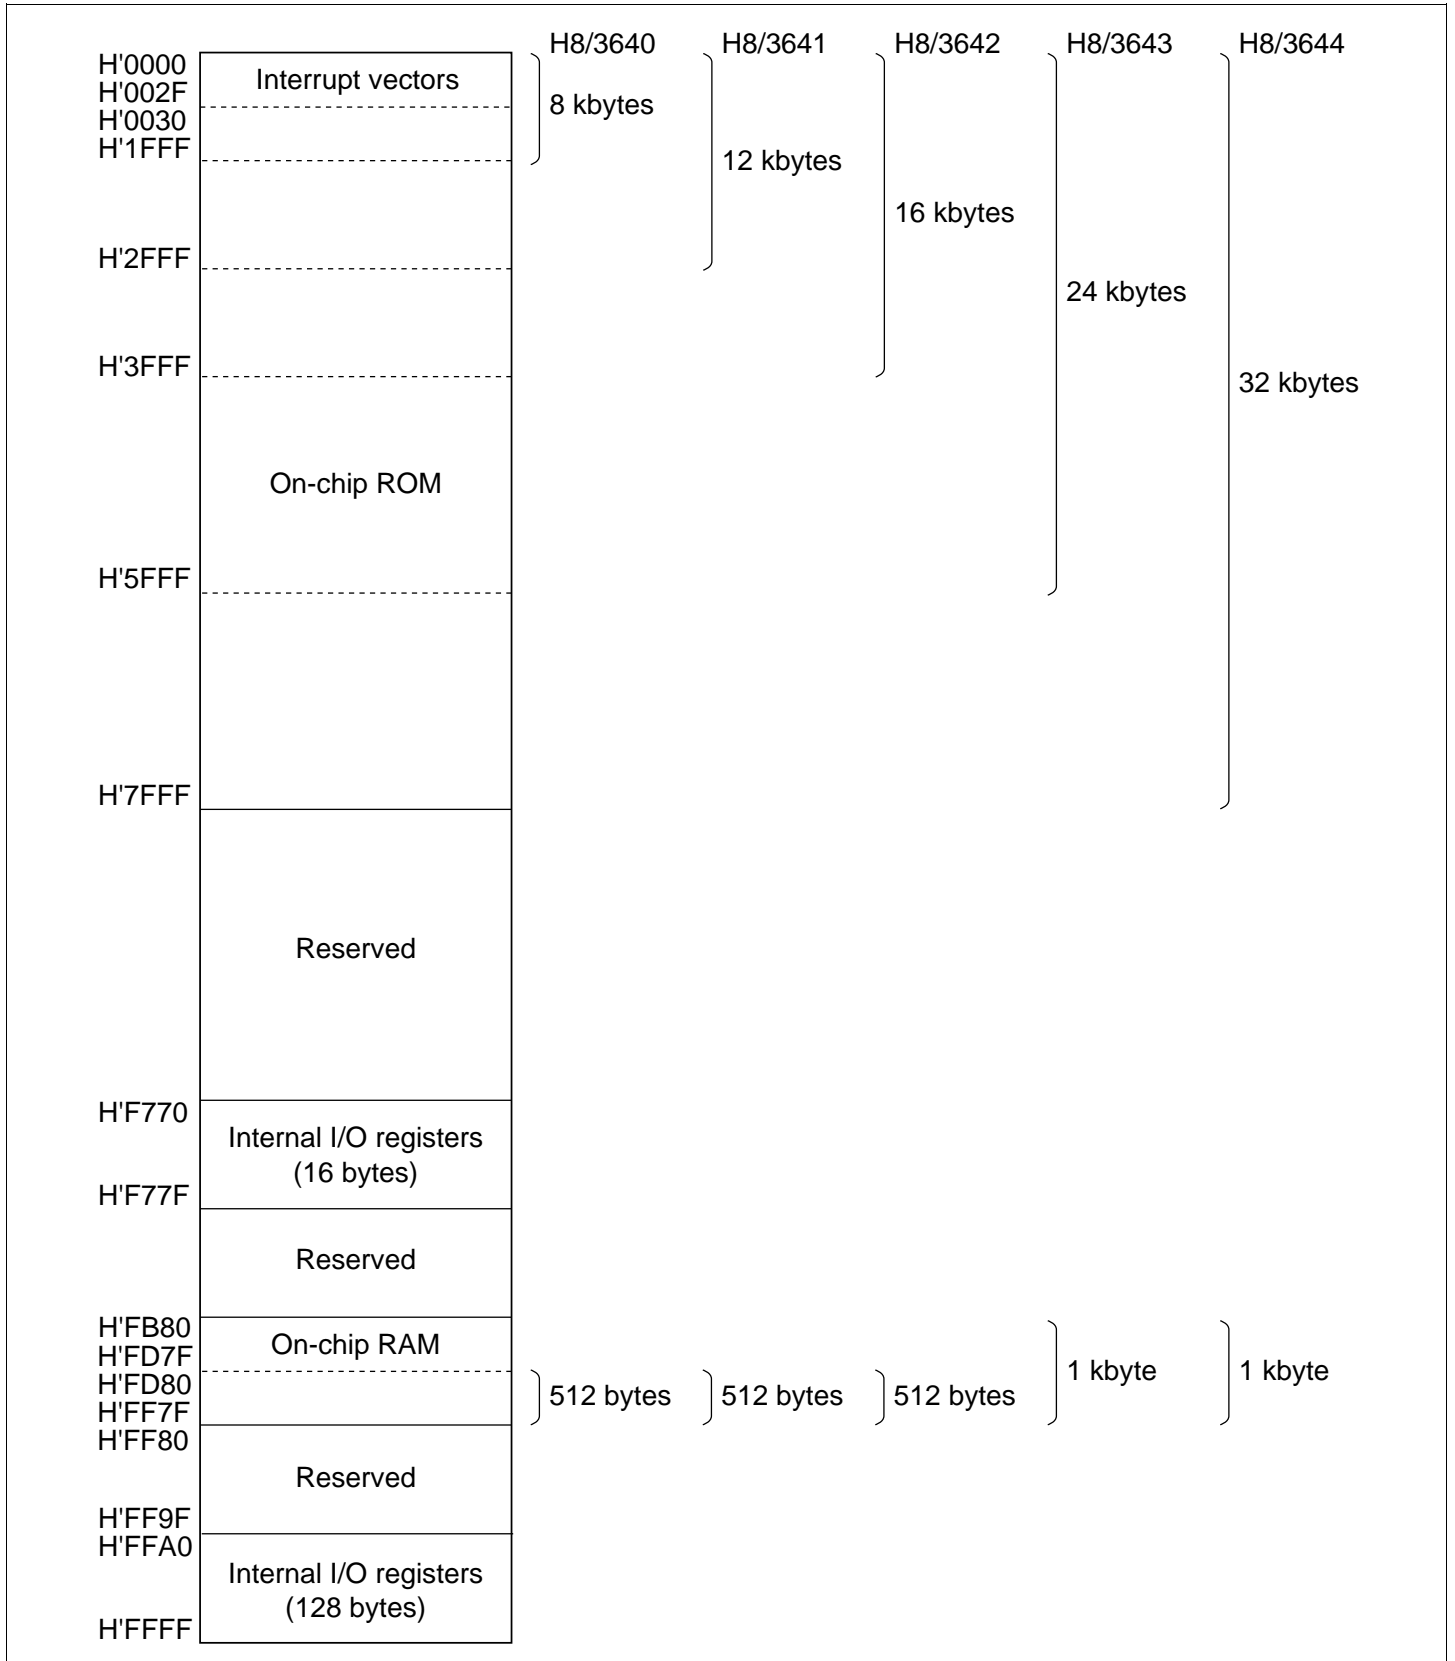 H8/3640 H8/3641 H8/3642 H8/3643 H8/3644
H'0000
Interrupt vectors
H'002F
8 kbytes
H'0030
H'1FFF
12 kbytes
16 kbytes
H'2FFF
24 kbytes
H'3FFF
32 kbytes
On-chip ROM
H'5FFF
H'7FFF
Reserved
H'F770
Internal I/O registers
(16 bytes)
H'F77F
Reserved
H'FB80
On-chip RAM
H'FD7F
1 kbyte 1 kbyte
H'FD80
512 bytes 512 bytes 512 bytes
H'FF7F
H'FF80
Reserved
H'FF9F
H'FFA0
Internal I/O registers
(128 bytes)
H'FFFF